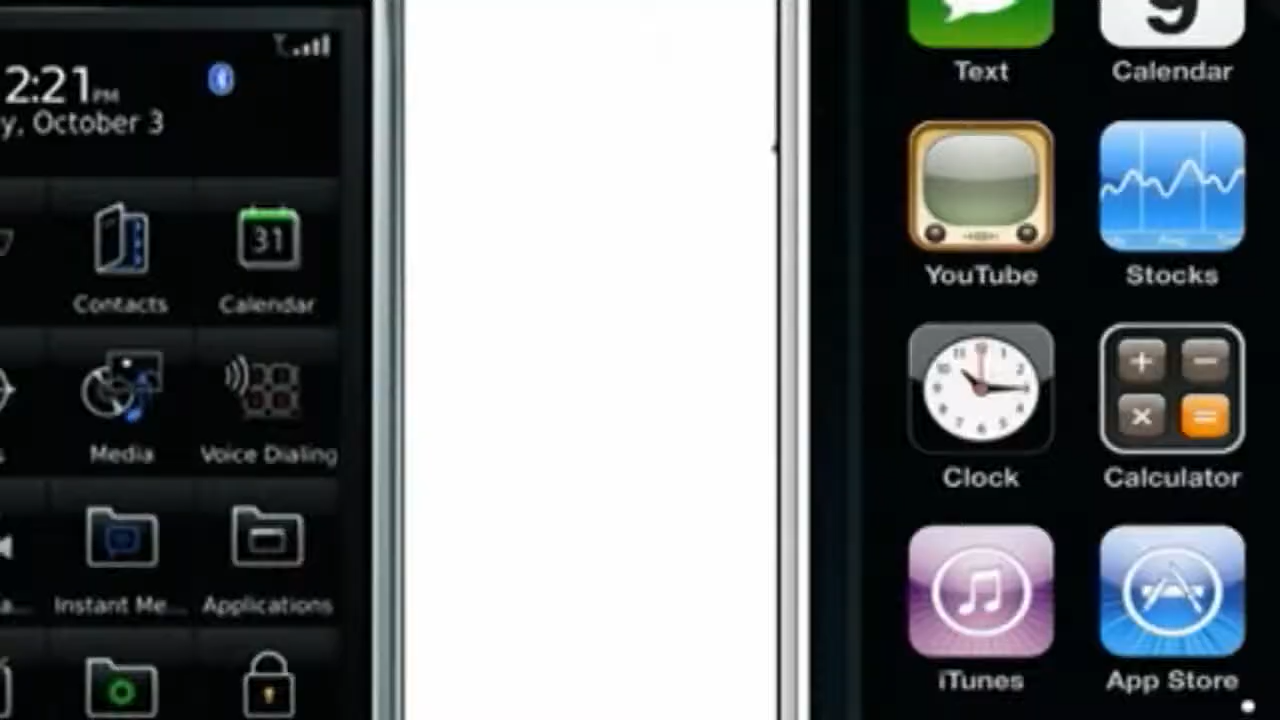 2:21PM
y, October 3
31
Contacts
Calendar
Media
Voice Dialing
Instant Me...
Applications
9
Text
Calendar
YouTube
Stocks
Clock
Calculator
iTunes
App Store